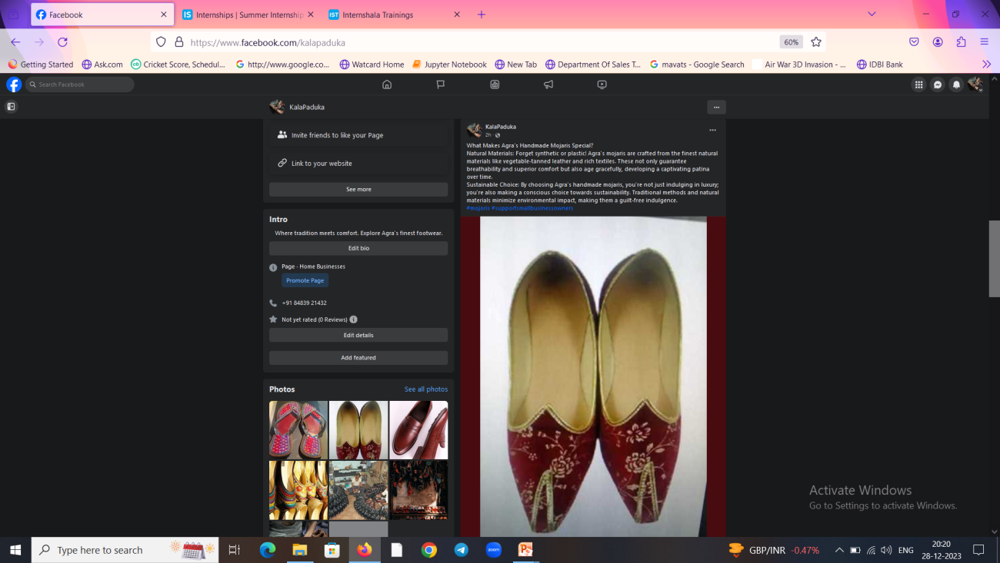 Facebook
Internships | Summer Internship
Internshala Trainings
https://www.facebook.com/kalapaduka
60%
Getting Started
Ask.com
Cricket Score, Schedul...
http://www.google.co...
Watcard Home
Jupyter Notebook
New Tab
Department Of Sales T...
mavats - Google Search
Air War 3D Invasion - ...
IDBI Bank
Search Facebook
KalaPaduka
Invite friends to like your Page
Link to your website
See more
Intro
Where tradition meets comfort. Explore Agra's finest footwear.
Edit bio
Page · Home Businesses
Promote Page
+91 84839 21432
Not yet rated (0 Reviews)
Edit details
Add featured
Photos
See all photos
KalaPaduka
2h ·
What Makes Agra's Handmade Mojaris Special?
Natural Materials: Forget synthetic or plastic! Agra's mojaris are crafted from the finest natural
materials like vegetable-tanned leather and rich textiles. These not only guarantee
breathability and superior comfort but also age gracefully, developing a captivating patina
over time.
Sustainable Choice: By choosing Agra's handmade mojaris, you're not just indulging in luxury;
you're also making a conscious choice towards sustainability. Traditional methods and natural
materials minimize environmental impact, making them a guilt-free indulgence.
#mojoris #supportsmallbusinessowners
Activate Windows
Go to Settings to activate Windows.
Type here to search
zoom
GBP/INR -0.47%
ENG
20:20
28-12-2023